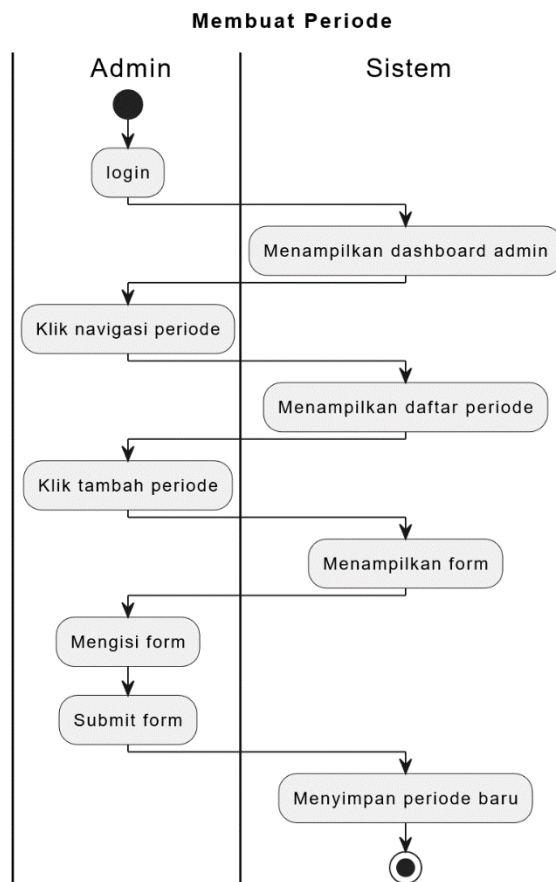 Membuat Periode
Admin
Sistem
login
Menampilkan dashboard admin
Klik navigasi periode
Menampilkan daftar periode
Klik tambah periode
Menampilkan form
Mengisi form
Submit form
Menyimpan periode baru